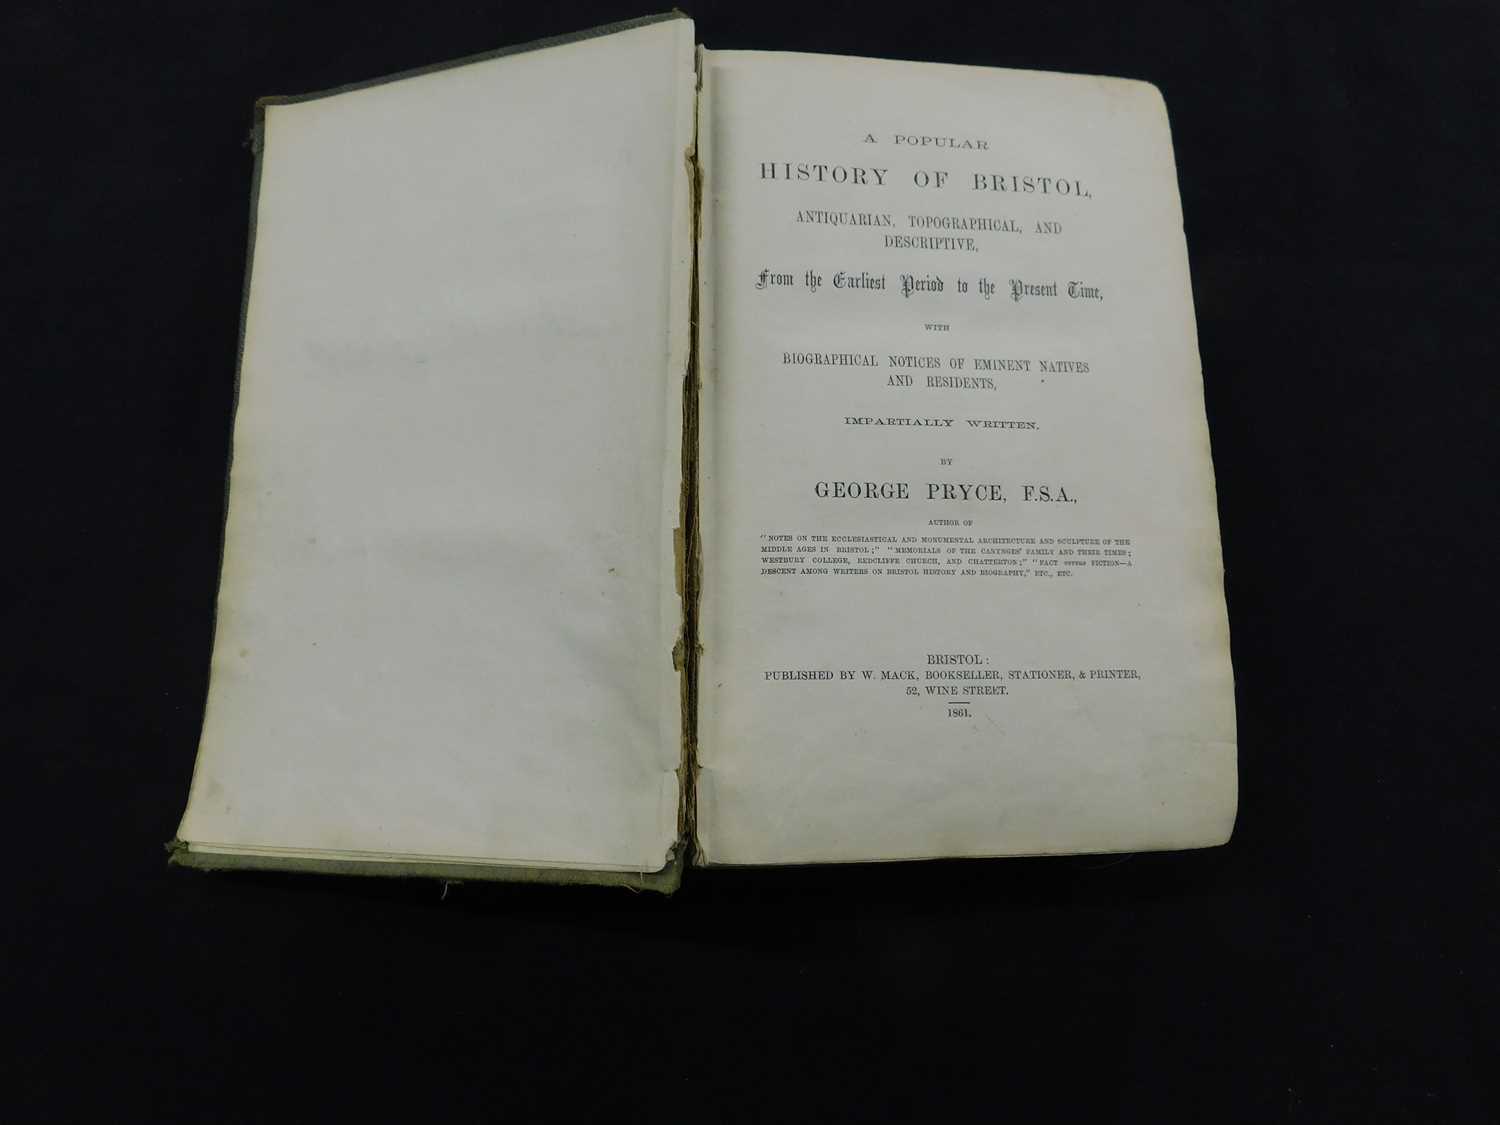 A POPULAR
HISTORY OF BRISTOL,
ANTIQUARIAN, TOPOGRAPHICAL, AND
DESCRIPTIVE,
From the Earliest Period to the Present Time,
WITH
BIOGRAPHICAL NOTICES OF EMINENT NATIVES
AND RESIDENTS,
IMPARTIALLY WRITTEN.
BY
GEORGE PRYCE, F.S.A.,
AUTHOR OF
"NOTES ON THE ECCLESIASTICAL AND MONUMENTAL ARCHITECTURE AND SCULPTURE OF THE
MIDDLE AGES IN BRISTOL;" "MEMORIALS OF THE CANYNGES' FAMILY AND THEIR TIMES;
WESTBURY COLLEGE, REDCLIFFE CHURCH, AND CHATTERTON;" "FACT versus FICTION—A
DESCENT AMONG WRITERS ON BRISTOL HISTORY AND BIOGRAPHY," ETC., ETC.
BRISTOL:
PUBLISHED BY W. MACK, BOOKSELLER, STATIONER, & PRINTER,
52, WINE STREET.
1861.